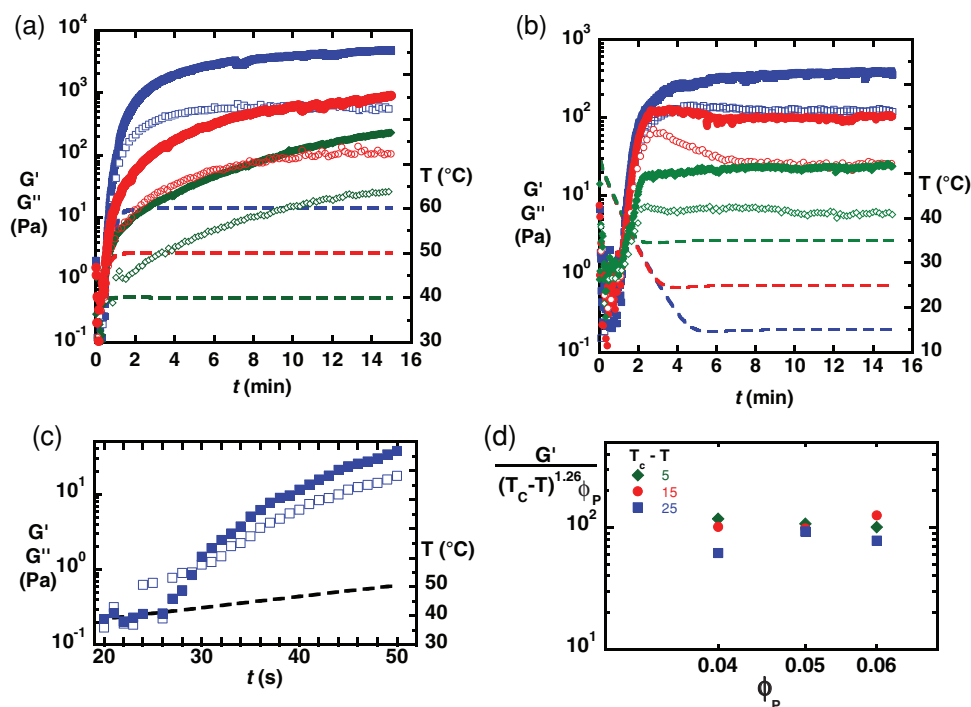 (a)
10⁴
10³
10²
10¹
10⁰
10⁻¹
G'
G''
(Pa)
T (°C)
60
50
40
30
0 2 4 6 8 10 12 14 16
t (min)
(b)
10³
10²
10¹
10⁰
10⁻¹
G'
G''
(Pa)
T (°C)
40
30
20
10
0 2 4 6 8 10 12 14 16
t (min)
(c)
10¹
10⁰
10⁻¹
G'
G''
(Pa)
T (°C)
50
40
30
20 30 40 50
t (s)
(d)
G'
(T_C-T)^1.26 ϕ_P
T_c - T
5
15
25
10²
10¹
0.04 0.05 0.06
ϕ_P